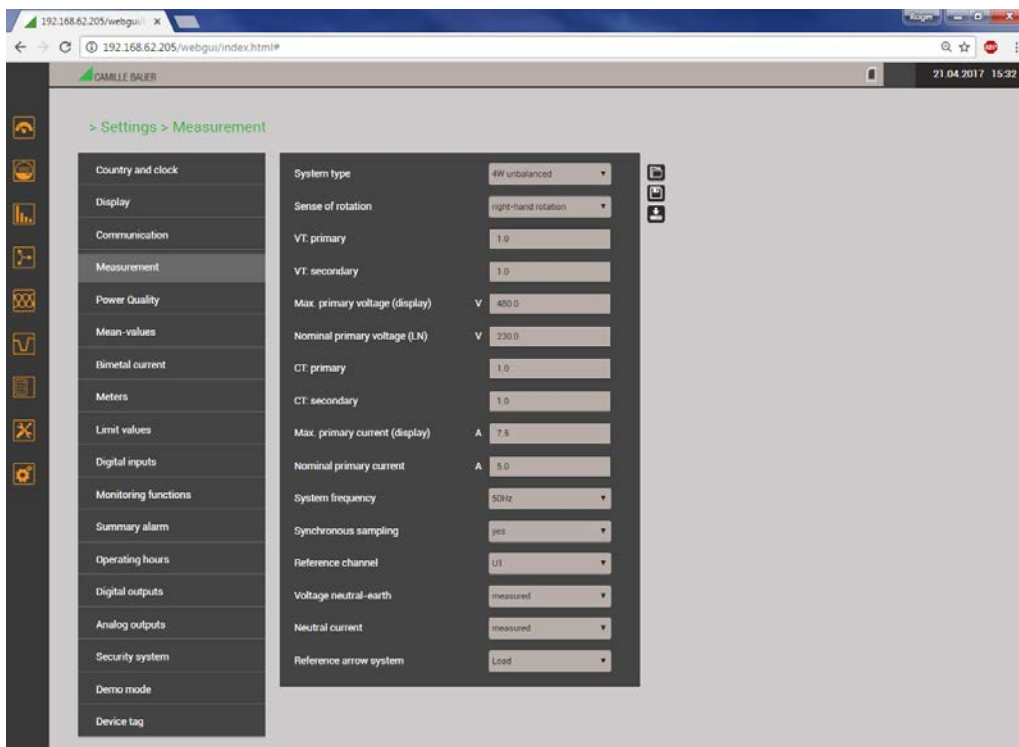 192.168.62.205/webgui/
Roger
192.168.62.205/webgui/index.html#
ABP
CAMILLE BAUER
21.04.2017 15:32
> Settings > Measurement
Country and clock
Display
Communication
Measurement
Power Quality
Mean-values
Bimetal current
Meters
Limit values
Digital inputs
Monitoring functions
Summary alarm
Operating hours
Digital outputs
Analog outputs
Security system
Demo mode
Device tag
System type 4W unbalanced
Sense of rotation right-hand rotation
VT: primary 1.0
VT: secondary 1.0
Max. primary voltage (display) V 480.0
Nominal primary voltage (LN) V 230.0
CT: primary 1.0
CT: secondary 1.0
Max. primary current (display) A 7.5
Nominal primary current A 5.0
System frequency 50Hz
Synchronous sampling yes
Reference channel U1
Voltage neutral-earth measured
Neutral current measured
Reference arrow system Load